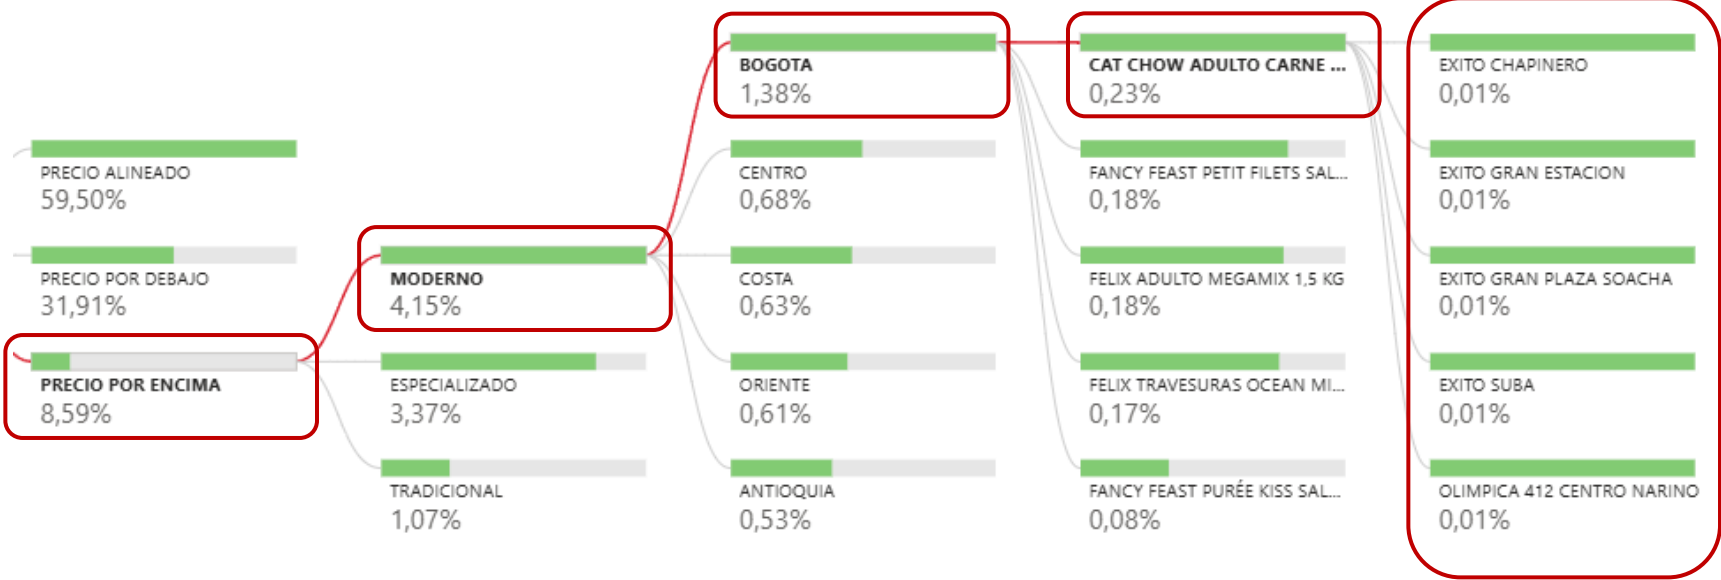 PRECIO ALINEADO
59,50%
PRECIO POR DEBAJO
31,91%
PRECIO POR ENCIMA
8,59%
MODERNO
4,15%
ESPECIALIZADO
3,37%
TRADICIONAL
1,07%
BOGOTA
1,38%
CENTRO
0,68%
COSTA
0,63%
ORIENTE
0,61%
ANTIOQUIA
0,53%
CAT CHOW ADULTO CARNE ...
0,23%
FANCY FEAST PETIT FILETS SAL...
0,18%
FELIX ADULTO MEGAMIX 1,5 KG
0,18%
FELIX TRAVESURAS OCEAN MI...
0,17%
FANCY FEAST PURÉE KISS SAL...
0,08%
EXITO CHAPINERO
0,01%
EXITO GRAN ESTACION
0,01%
EXITO GRAN PLAZA SOACHA
0,01%
EXITO SUBA
0,01%
OLIMPICA 412 CENTRO NARINO
0,01%